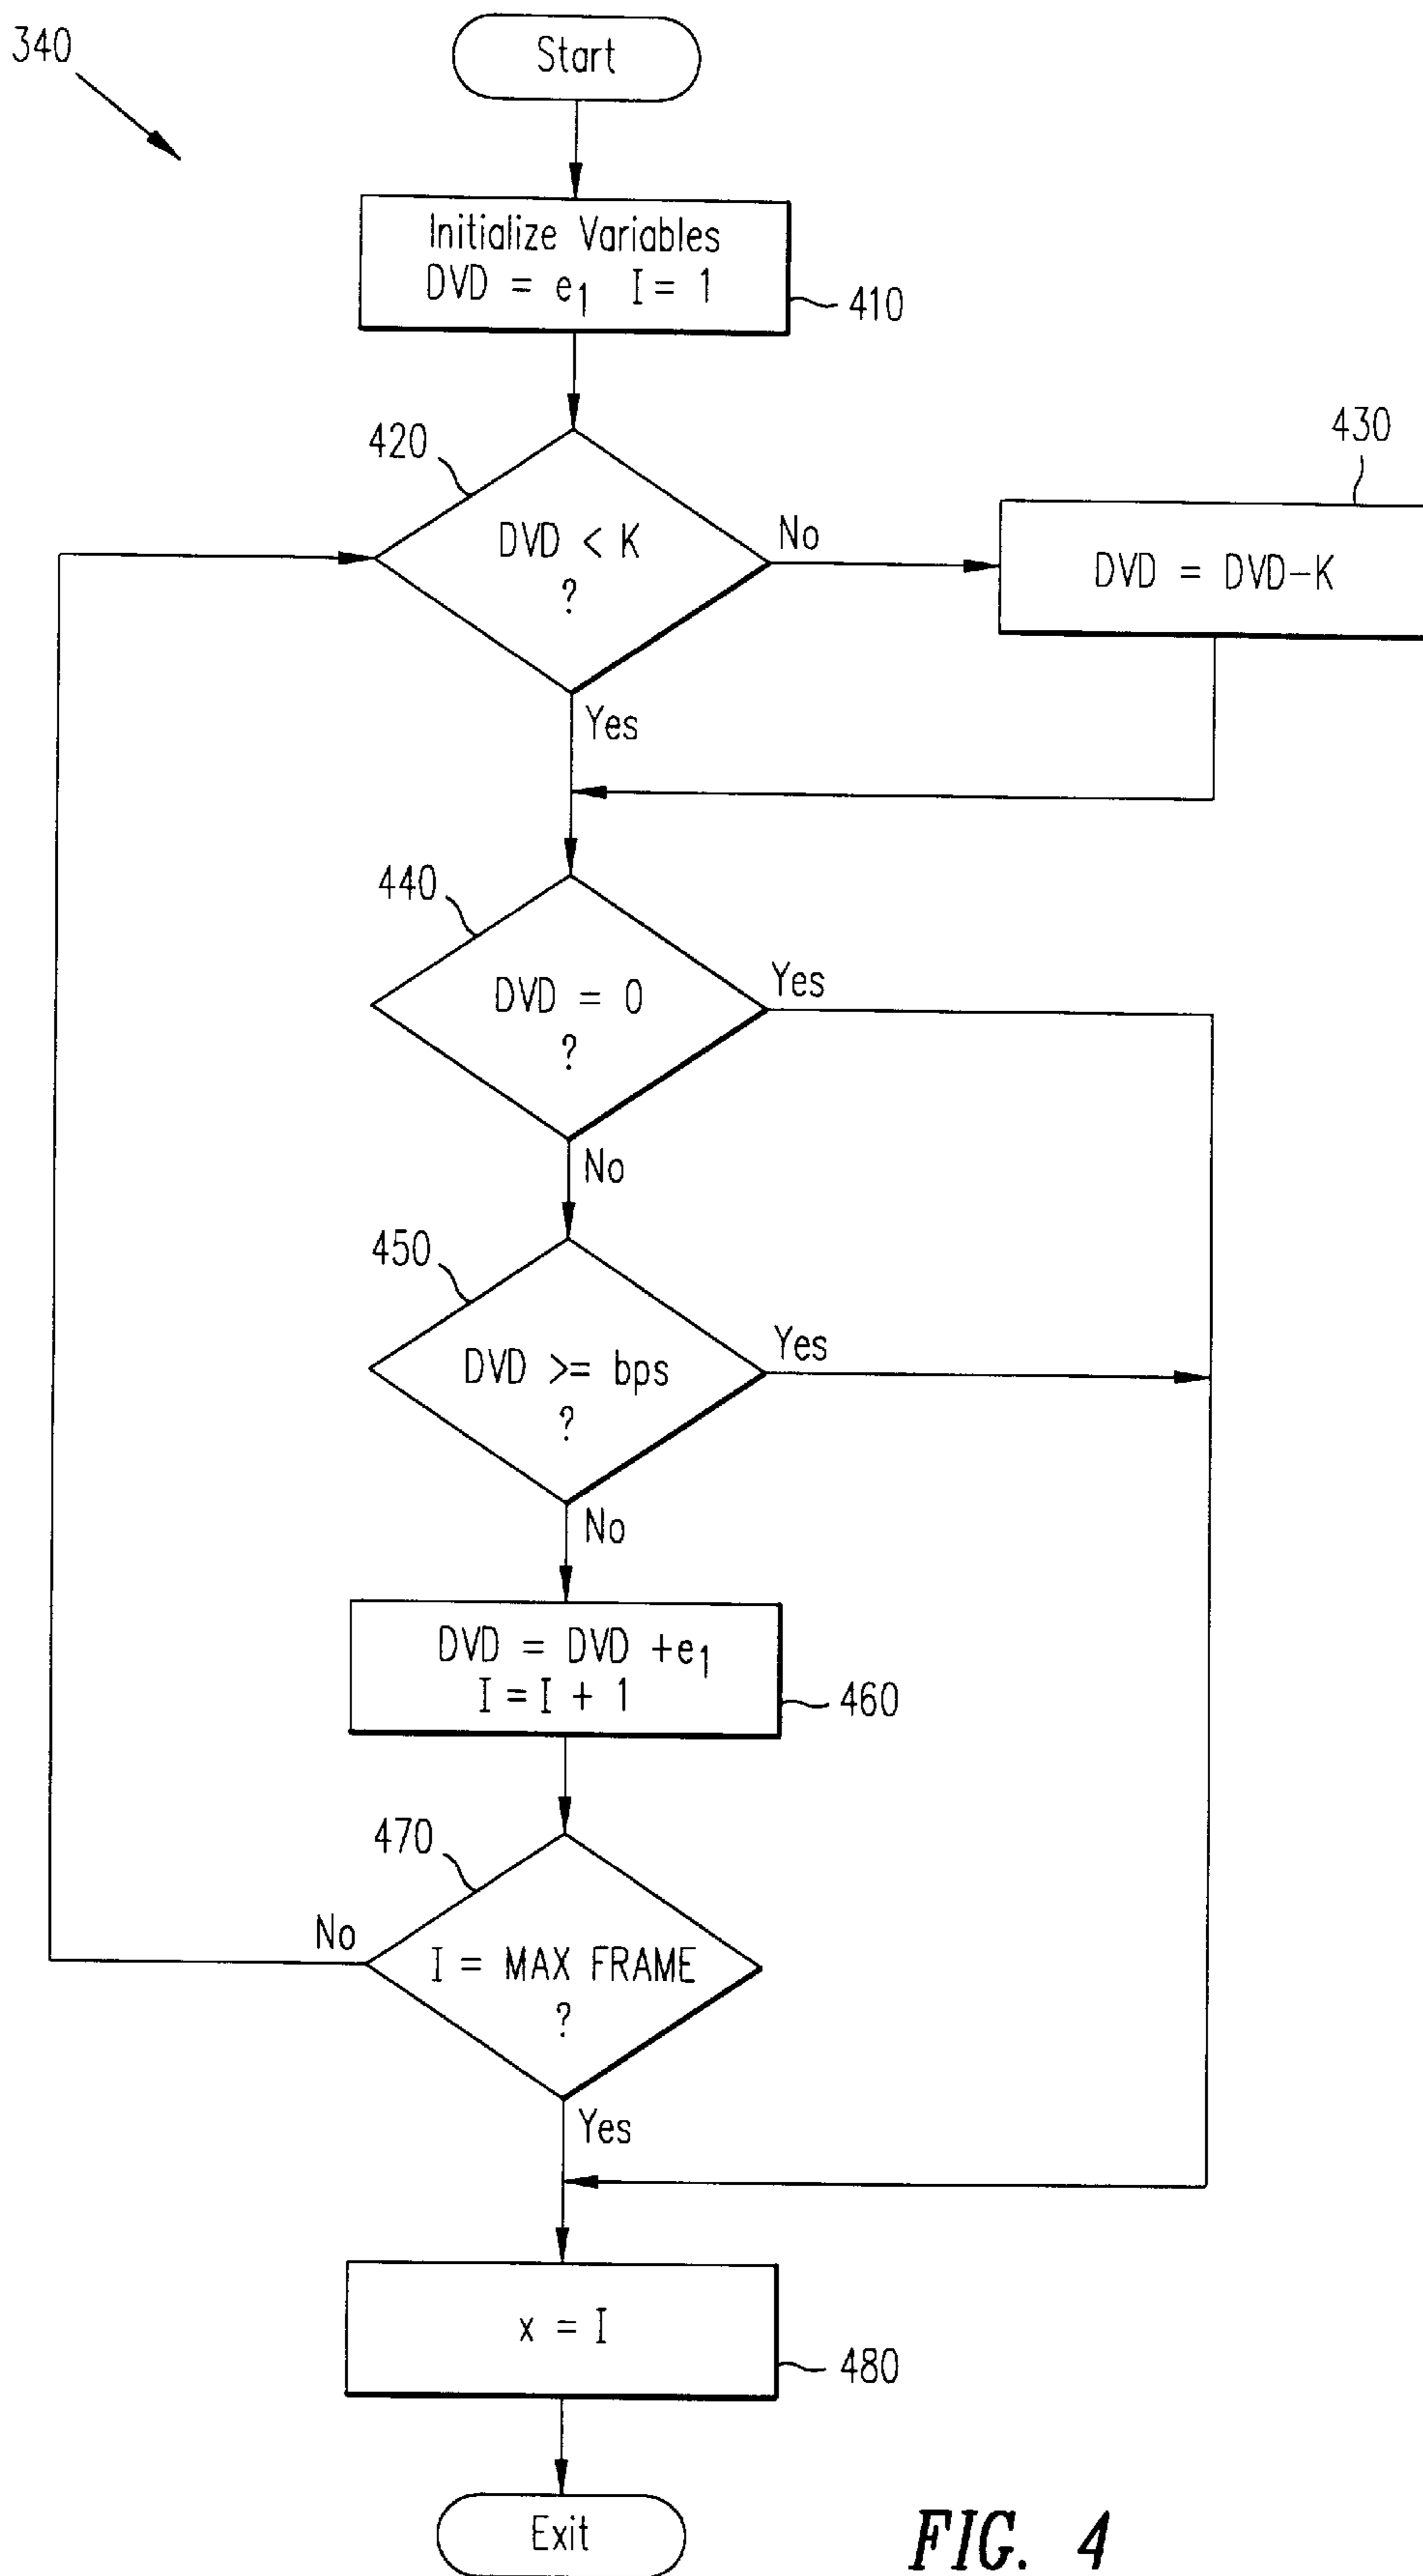 340
Start
Initialize Variables
DVD = e1 I = 1
410
420
DVD < K
?
No
Yes
430
DVD = DVD-K
440
DVD = 0
?
Yes
No
450
DVD >= bps
?
Yes
No
DVD = DVD +e1
I = I + 1
460
470
I = MAX FRAME
?
No
Yes
x = I
480
Exit
FIG. 4